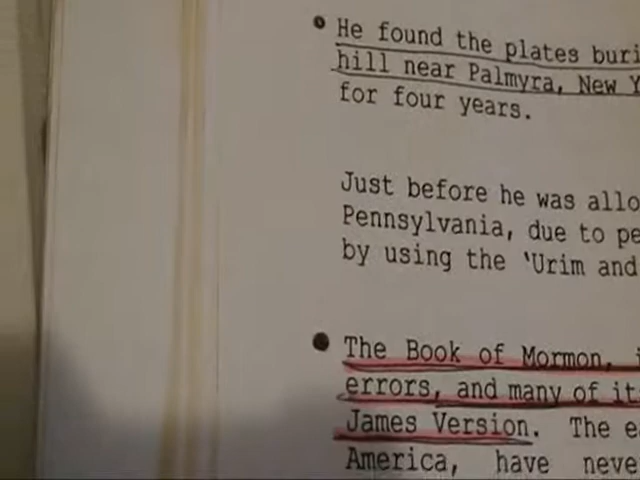 He found the plates buri
hill near Palmyra, New Y
for four years.
Just before he was allo
Pennsylvania, due to pe
by using the 'Urim and
The Book of Mormon, i
errors, and many of it
James Version. The ea
America, have neve